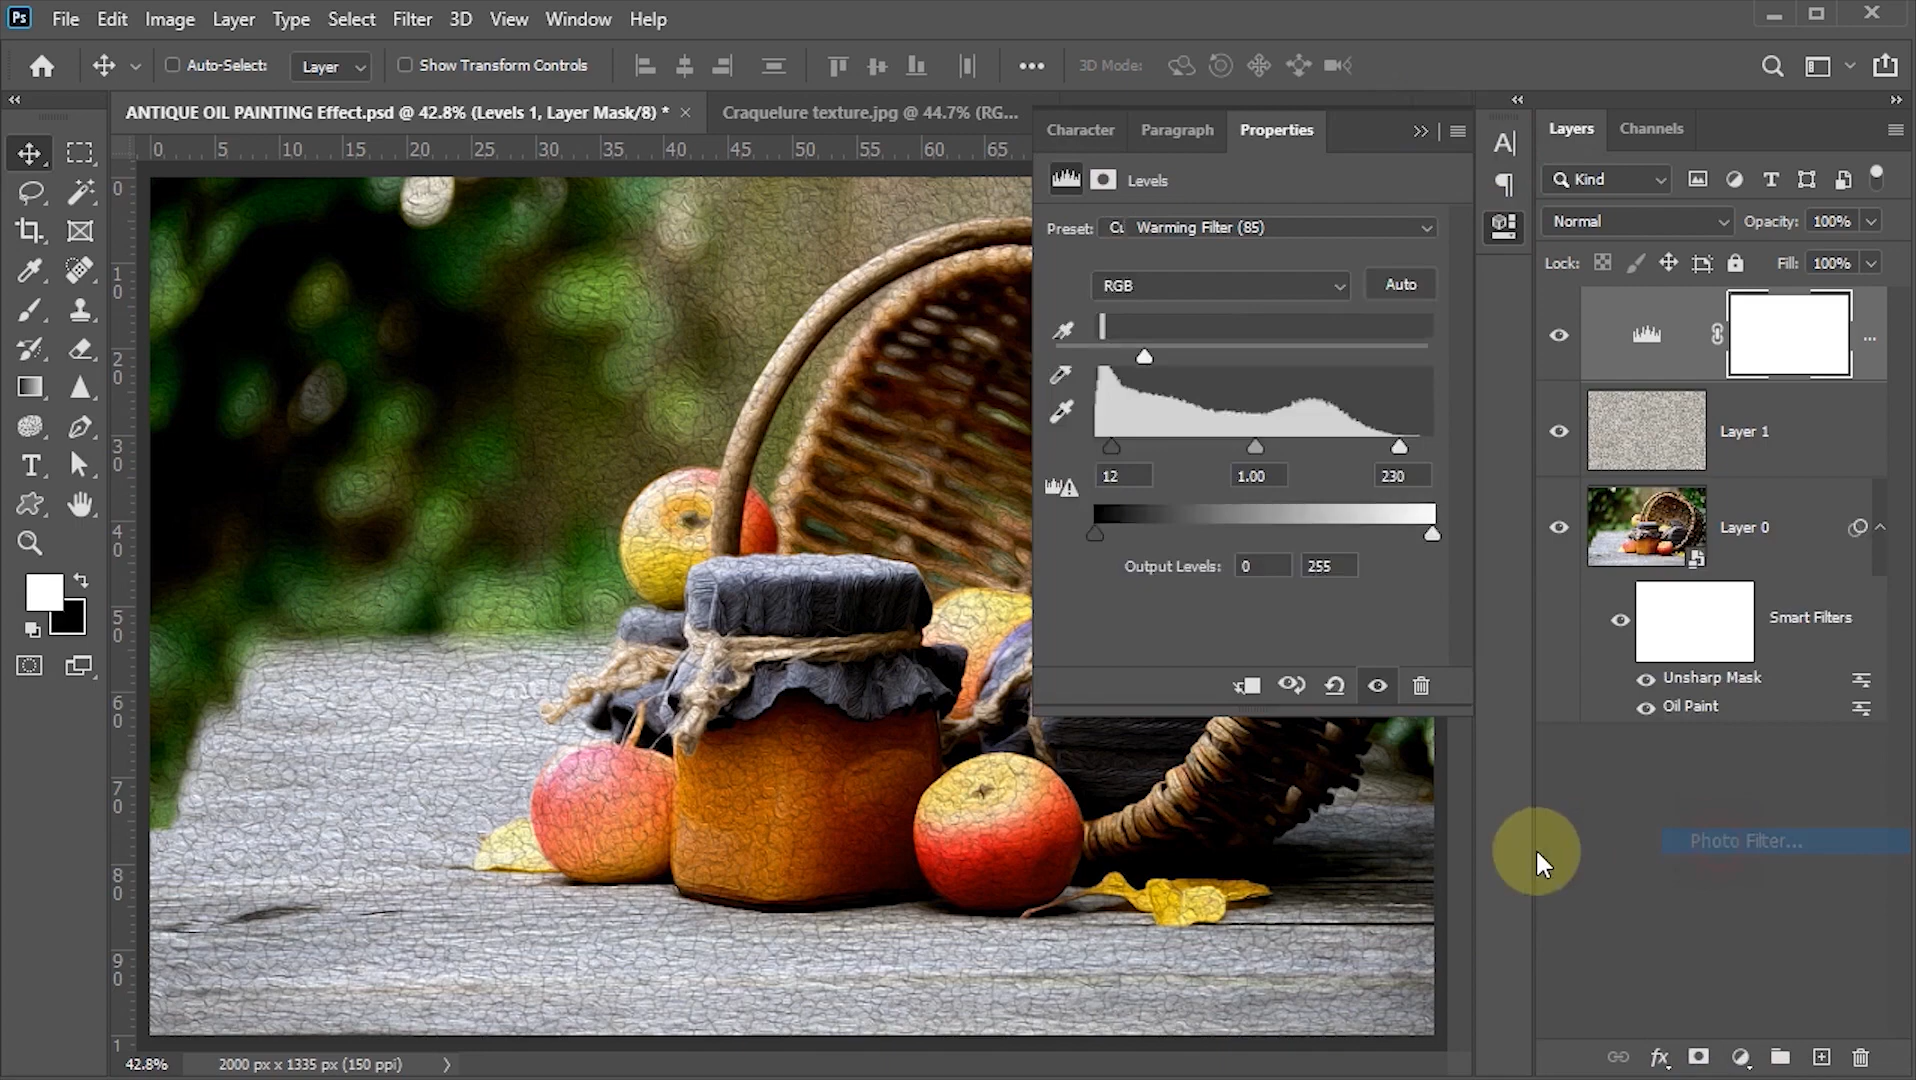 Ps File Edit Image Layer Type Select Filter 3D View Window Help
Auto-Select: Layer Show Transform Controls 3D Mode:
ANTIQUE OIL PAINTING Effect.psd @ 42.8% (Levels 1, Layer Mask/8) * Craquelure texture.jpg @ 44.7% (RG...
0 5 10 15 20 25 30 35 40 45 50 55 60 65
0
10
20
30
40
50
60
70
80
90
1
Character Paragraph Properties
Levels
Preset: Cu Warming Filter (85)
RGB Auto
12 1.00 230
Output Levels: 0 255
Layers Channels
Kind
Normal Opacity: 100%
Lock: Fill: 100%
...
Layer 1
Layer 0
Smart Filters
Unsharp Mask
Oil Paint
Photo Filter...
fx
42.8% 2000 px x 1335 px (150 ppi)